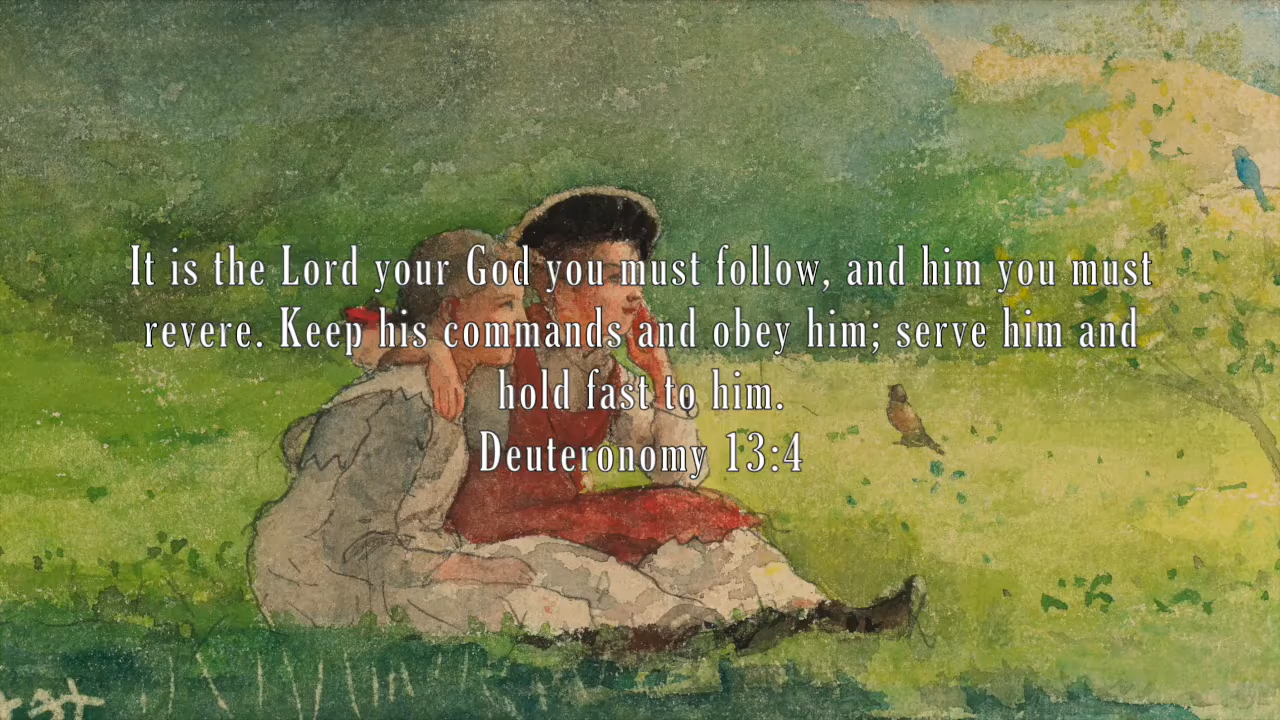 It is the Lord your God you must follow, and him you must
revere. Keep his commands and obey him; serve him and
hold fast to him.
Deuteronomy 13:4